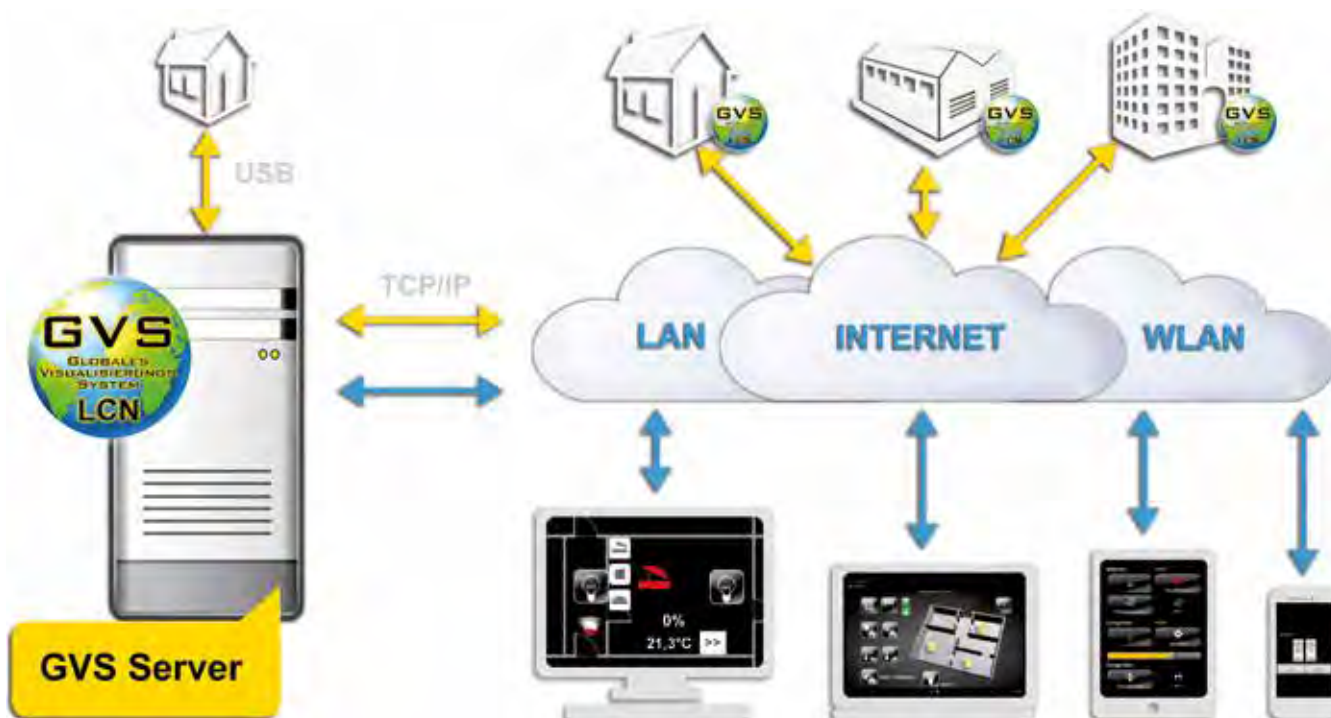 GVS
GVS
GVS
USB
TCP/IP
GVS
GLOBALES
VISUALISIERUNGS
SYSTEM
LCN
LAN
INTERNET
WLAN
0%
21,3°C >>
GVS Server